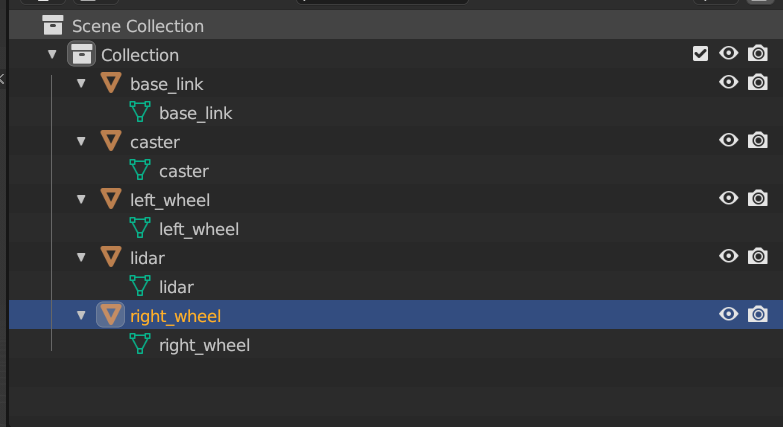 Scene Collection
Collection
base_link
base_link
caster
caster
left_wheel
left_wheel
lidar
lidar
right_wheel
right_wheel